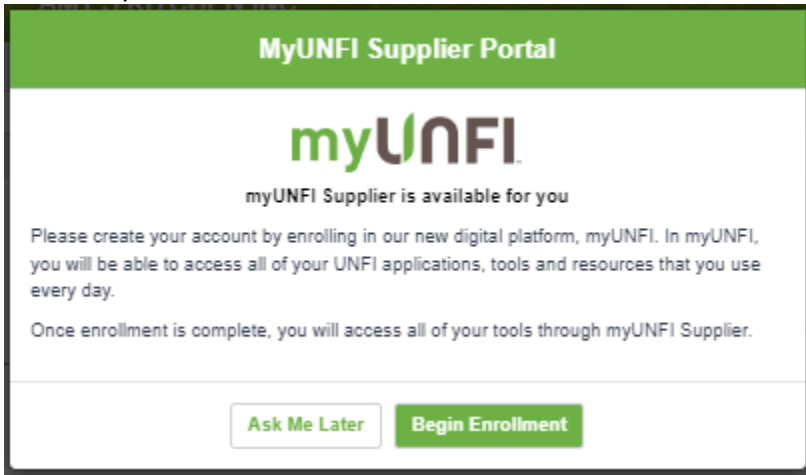 AMY'S KITCHEN INC
MyUNFI Supplier Portal
myUNFI
myUNFI Supplier is available for you
Please create your account by enrolling in our new digital platform, myUNFI. In myUNFI,
you will be able to access all of your UNFI applications, tools and resources that you use
every day.
Once enrollment is complete, you will access all of your tools through myUNFI Supplier.
Ask Me Later Begin Enrollment